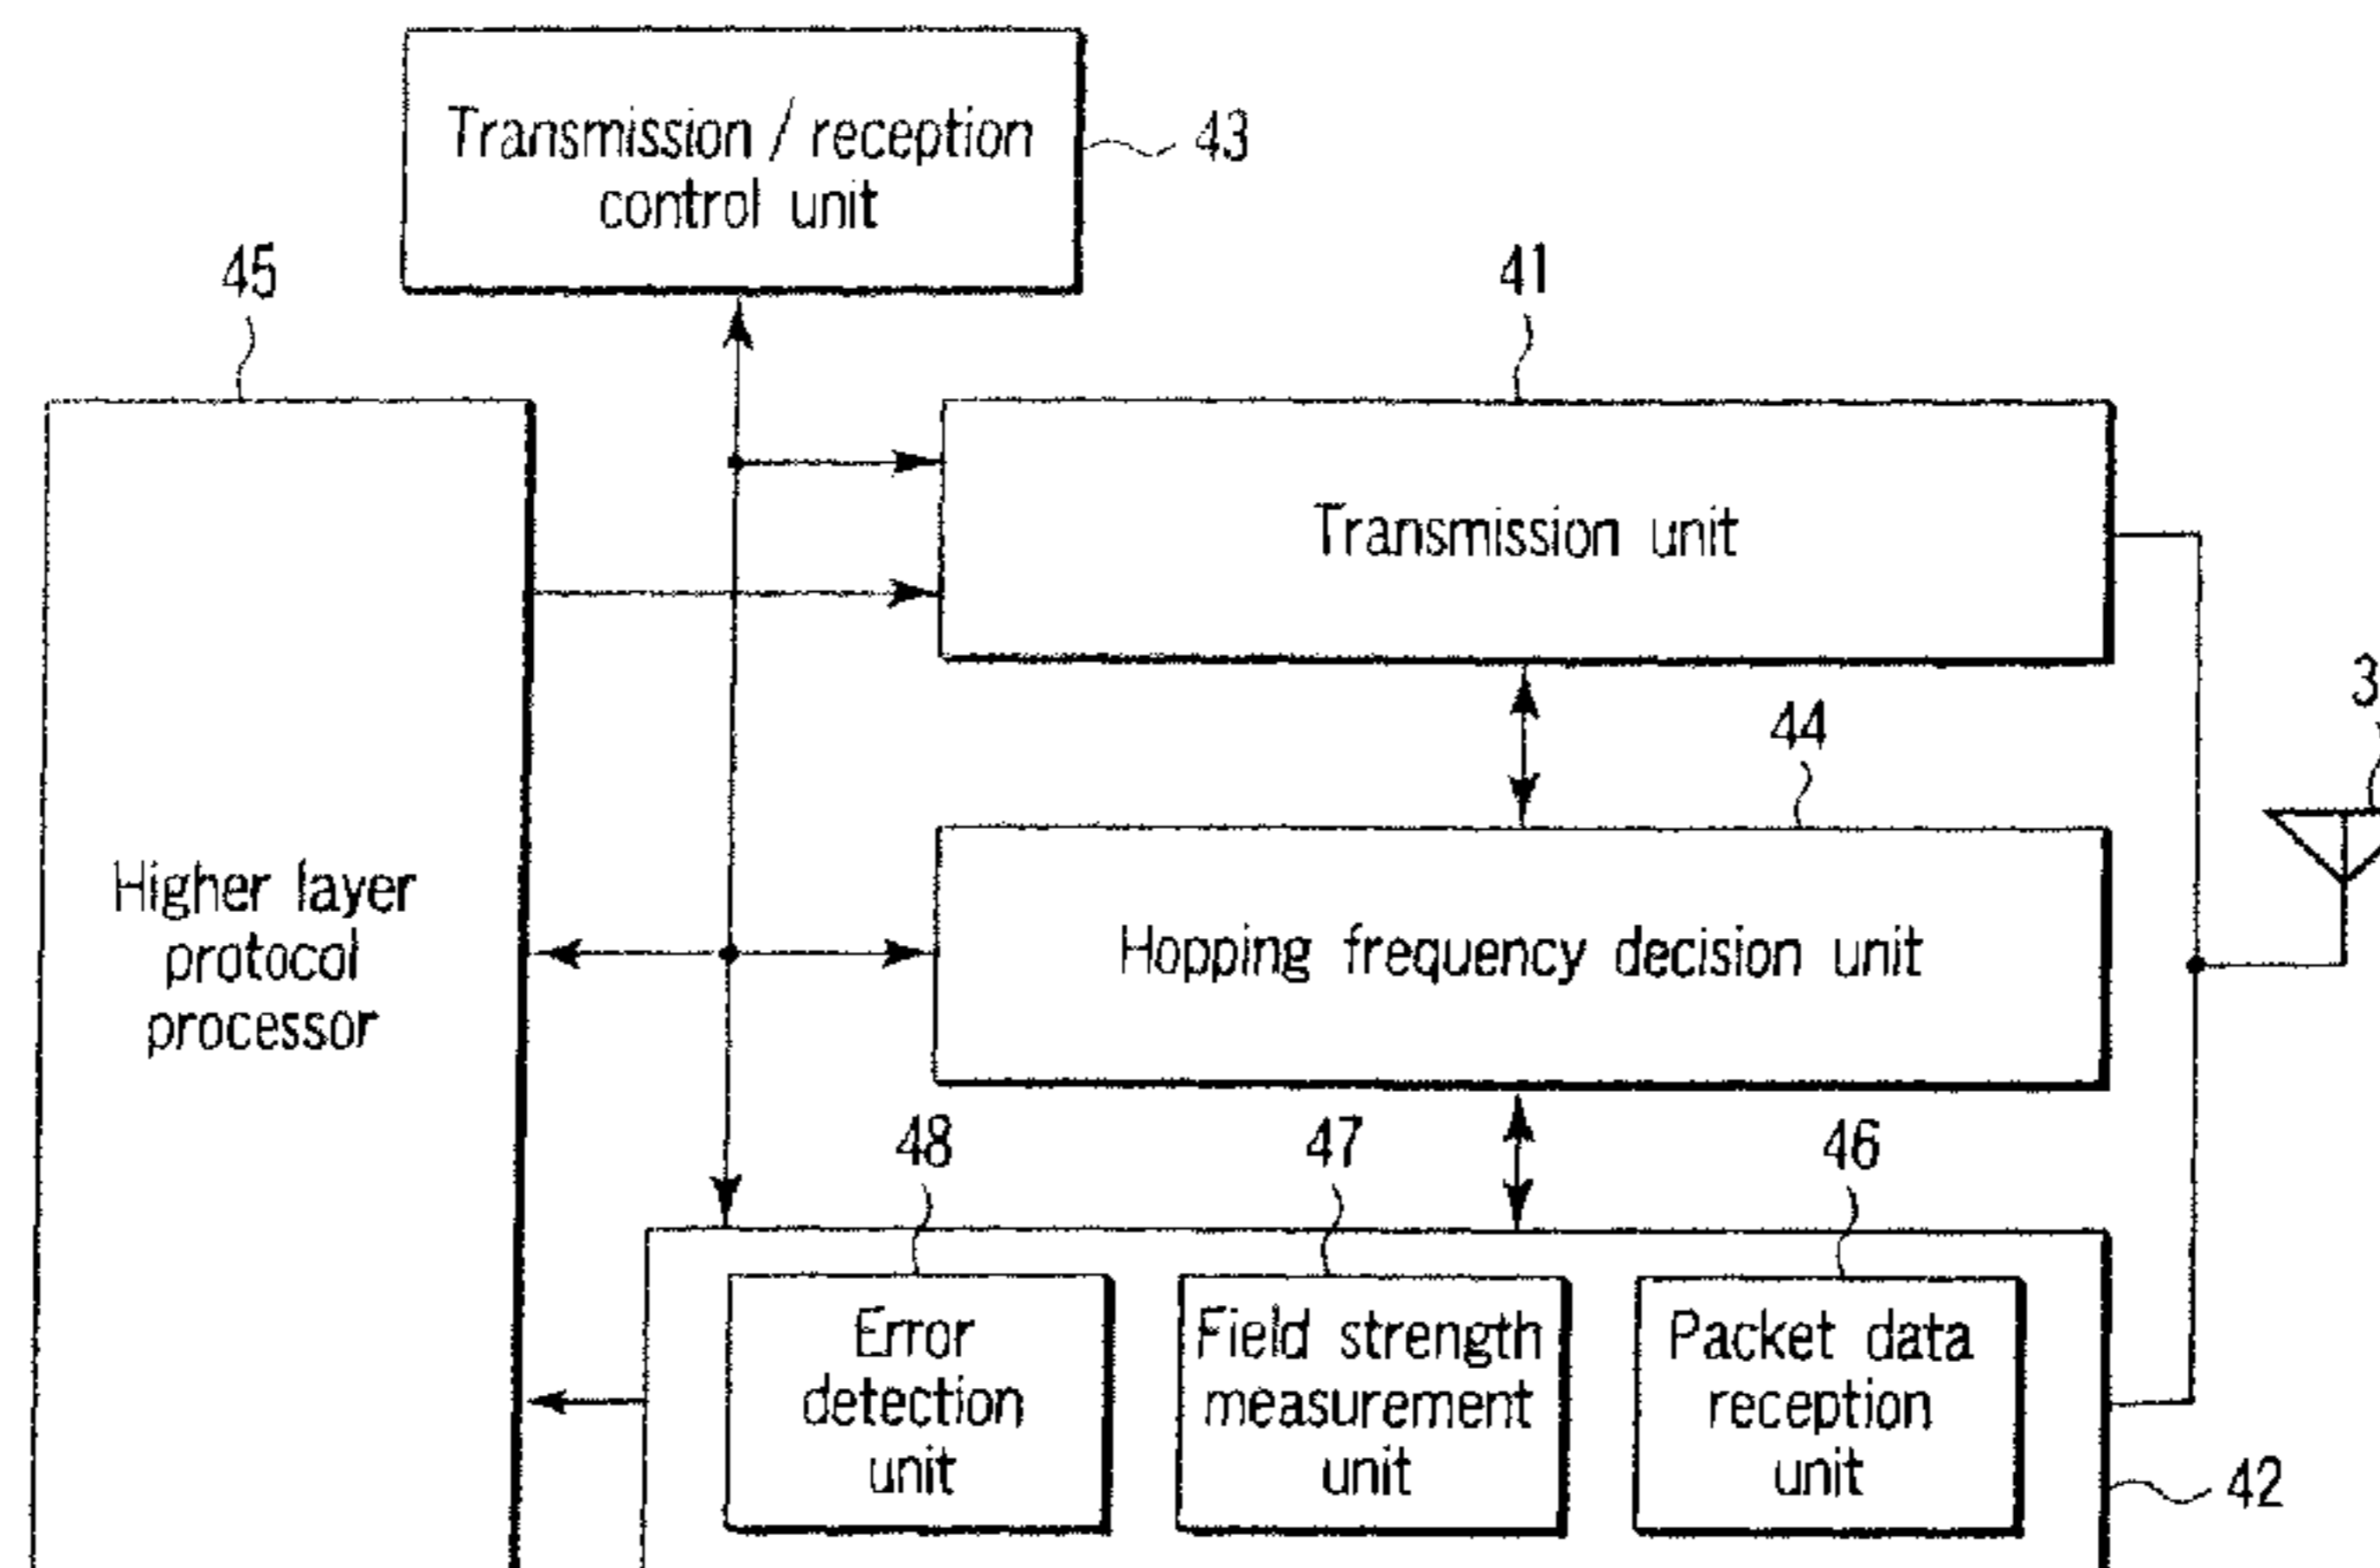 Transmission / reception
control unit
43
45
41
Transmission unit
3
44
Higher layer
protocol
processor
Hopping frequency decision unit
48
47
46
Error
detection
unit
Field strength
measurement
unit
Packet data
reception
unit
42